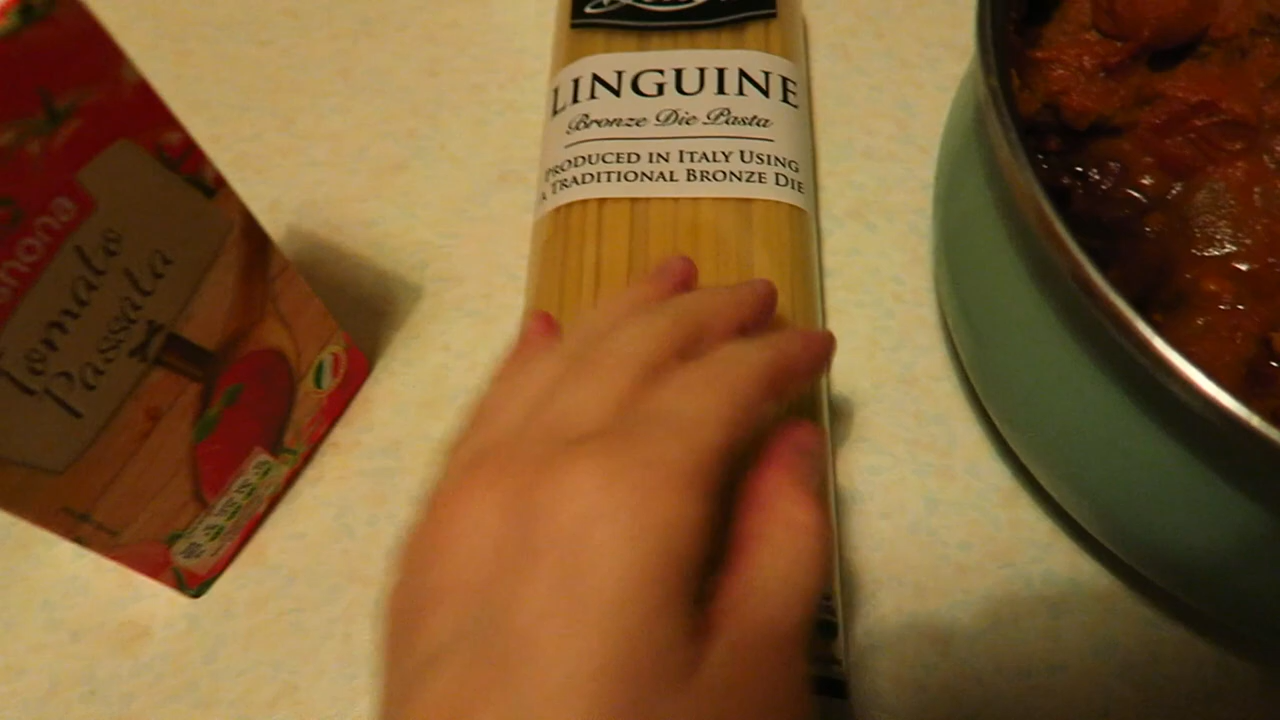 Tomato
Passata
LINGUINE
Bronze Die Pasta
PRODUCED IN ITALY USING
TRADITIONAL BRONZE DIE